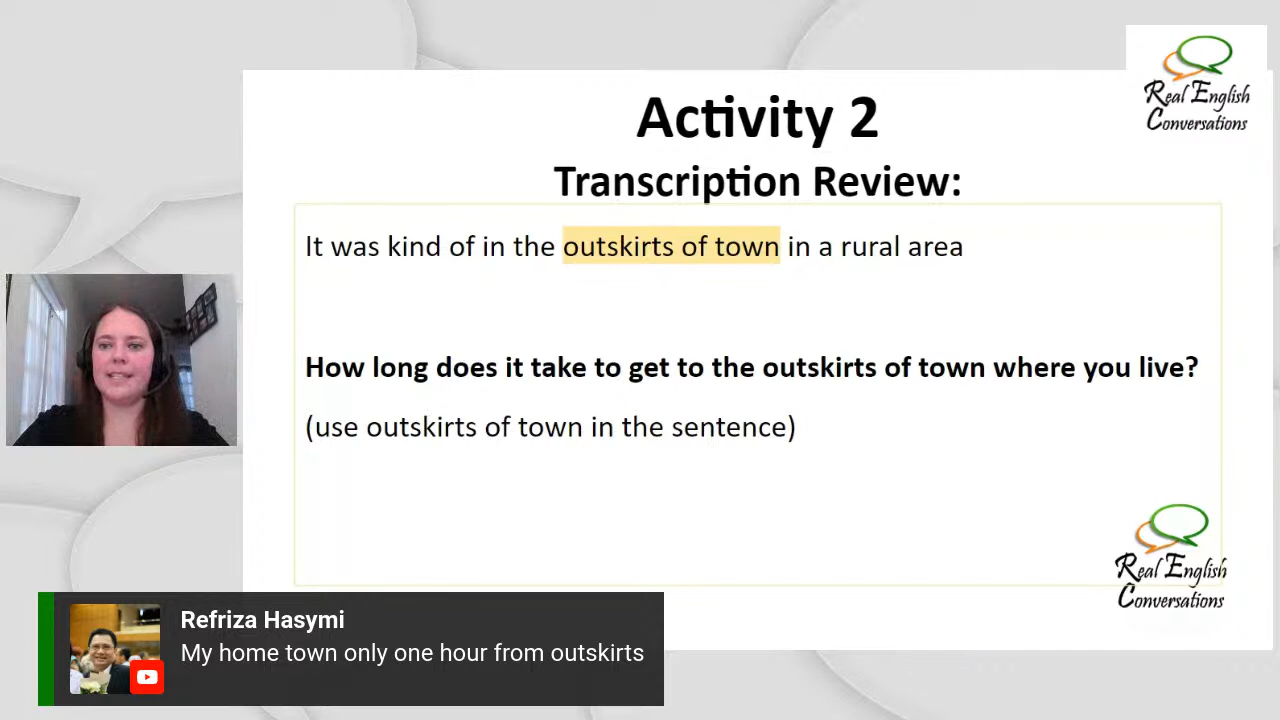 Real English
Conversations
Activity 2
Transcription Review:
It was kind of in the outskirts of town in a rural area
How long does it take to get to the outskirts of town where you live?
(use outskirts of town in the sentence)
Real English
Conversations
Refriza Hasymi
My home town only one hour from outskirts